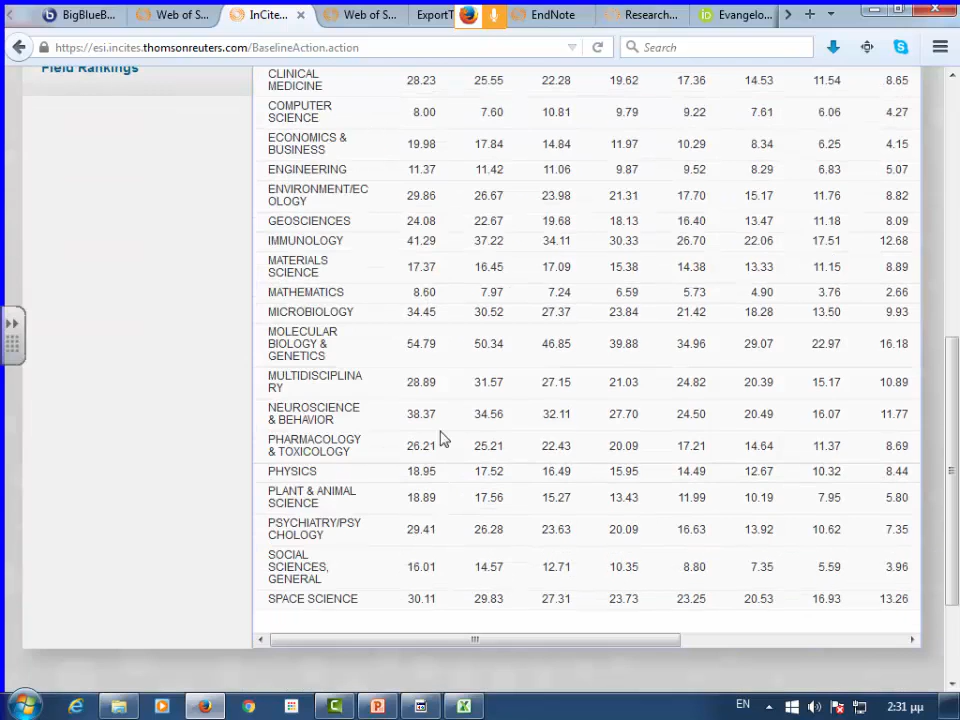 BigBlueB...
Web of S...
InCite...
Web of S...
ExportT
EndNote
Research...
Evangelo...
https://esi.incites.thomsonreuters.com/BaselineAction.action
Search
Field Rankings
CLINICAL
MEDICINE
28.23 25.55 22.28 19.62 17.36 14.53 11.54 8.65
COMPUTER
SCIENCE
8.00 7.60 10.81 9.79 9.22 7.61 6.06 4.27
ECONOMICS &
BUSINESS
19.98 17.84 14.84 11.97 10.29 8.34 6.25 4.15
ENGINEERING 11.37 11.42 11.06 9.87 9.52 8.29 6.83 5.07
ENVIRONMENT/EC
OLOGY
29.86 26.67 23.98 21.31 17.70 15.17 11.76 8.82
GEOSCIENCES 24.08 22.67 19.68 18.13 16.40 13.47 11.18 8.09
IMMUNOLOGY 41.29 37.22 34.11 30.33 26.70 22.06 17.51 12.68
MATERIALS
SCIENCE
17.37 16.45 17.09 15.38 14.38 13.33 11.15 8.89
MATHEMATICS 8.60 7.97 7.24 6.59 5.73 4.90 3.76 2.66
MICROBIOLOGY 34.45 30.52 27.37 23.84 21.42 18.28 13.50 9.93
MOLECULAR
BIOLOGY &
GENETICS
54.79 50.34 46.85 39.88 34.96 29.07 22.97 16.18
MULTIDISCIPLINA
RY
28.89 31.57 27.15 21.03 24.82 20.39 15.17 10.89
NEUROSCIENCE
& BEHAVIOR
38.37 34.56 32.11 27.70 24.50 20.49 16.07 11.77
PHARMACOLOGY
& TOXICOLOGY
26.21 25.21 22.43 20.09 17.21 14.64 11.37 8.69
PHYSICS 18.95 17.52 16.49 15.95 14.49 12.67 10.32 8.44
PLANT & ANIMAL
SCIENCE
18.89 17.56 15.27 13.43 11.99 10.19 7.95 5.80
PSYCHIATRY/PSY
CHOLOGY
29.41 26.28 23.63 20.09 16.63 13.92 10.62 7.35
SOCIAL
SCIENCES,
GENERAL
16.01 14.57 12.71 10.35 8.80 7.35 5.59 3.96
SPACE SCIENCE 30.11 29.83 27.31 23.73 23.25 20.53 16.93 13.26
EN
2:31 μμ